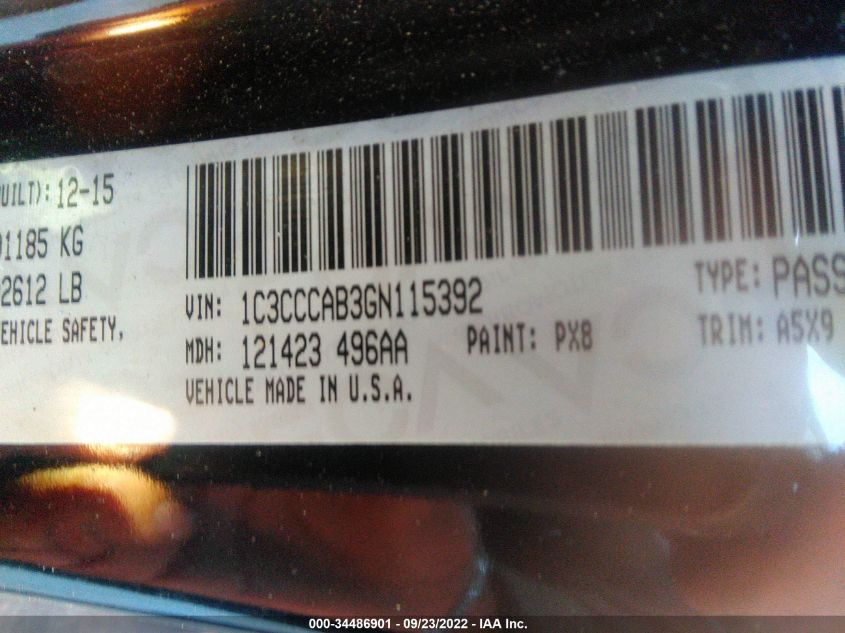 UILT): 12-15
1185 KG
2612 LB
EHICLE SAFETY,
VIN: 1C3CCCAB3GN115392
MDH: 121423 496AA
VEHICLE MADE IN U.S.A.
PAINT: PX8
TYPE: PASS
TRIM: A5X9
000-34486901 - 09/23/2022 - IAA Inc.